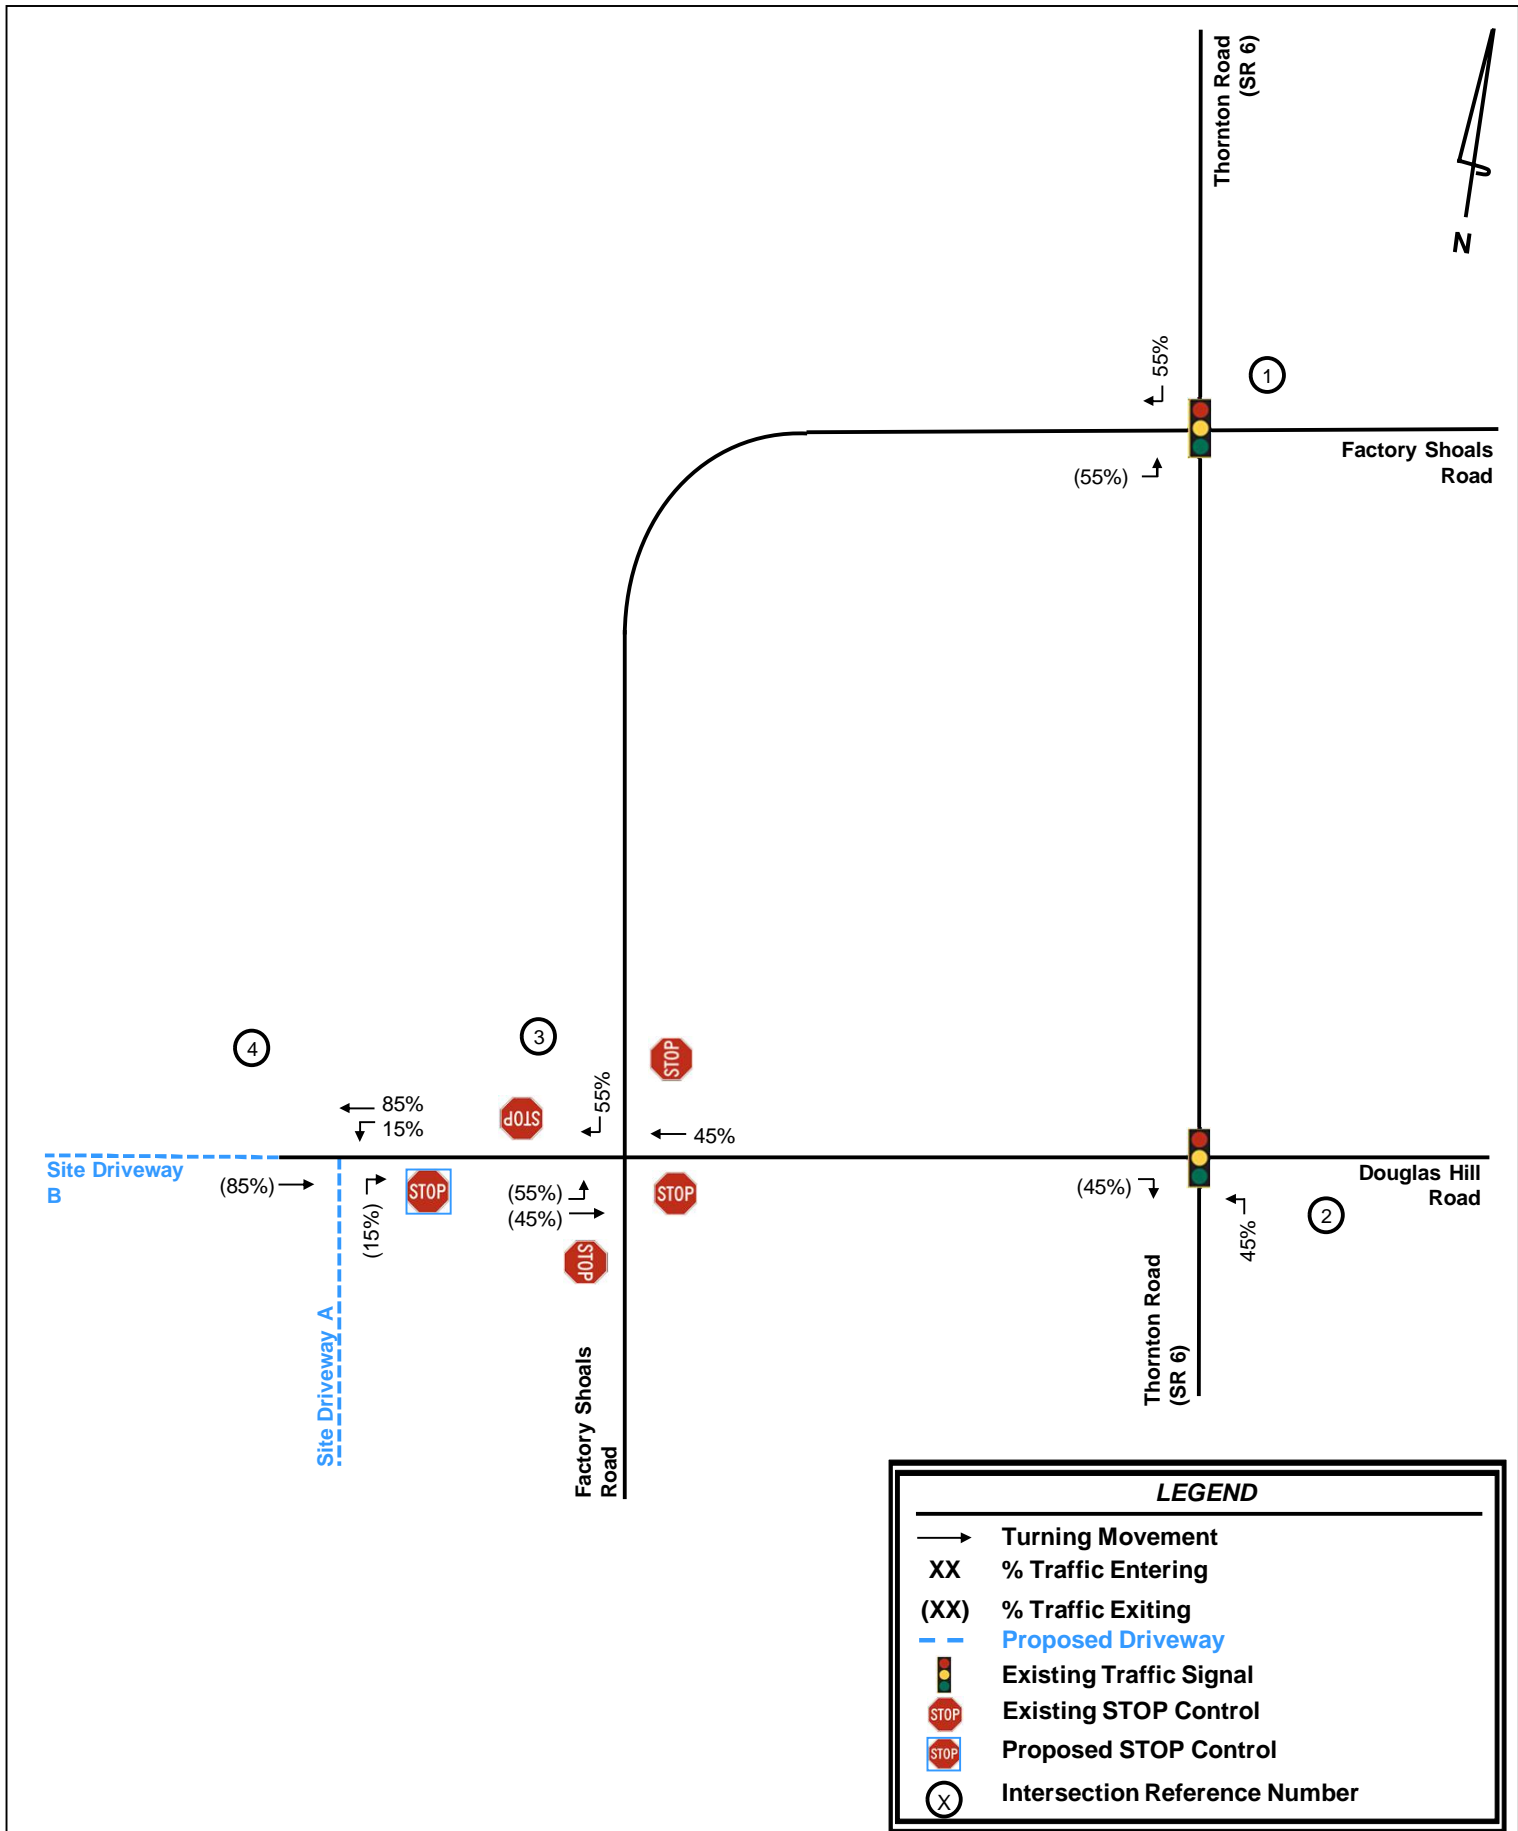 Thornton Road
(SR 6)
N
55%
1
Factory Shoals
Road
(55%)
4
3
STOP
55%
STOP
85%
15%
45%
Site Driveway
B
(85%)
(15%)
STOP
(55%)
(45%)
STOP
STOP
(45%)
45%
Douglas Hill
Road
2
Site Driveway A
Factory Shoals
Road
Thornton Road
(SR 6)
LEGEND
Turning Movement
XX % Traffic Entering
(XX) % Traffic Exiting
Proposed Driveway
Existing Traffic Signal
STOP Existing STOP Control
STOP Proposed STOP Control
X Intersection Reference Number